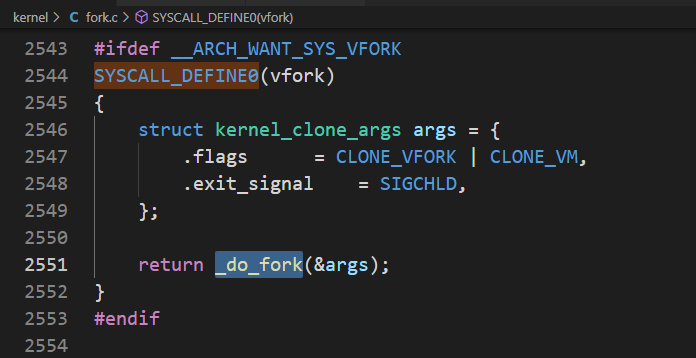 kernel > C fork.c > SYSCALL_DEFINE0(vfork)
2543 #ifdef __ARCH_WANT_SYS_VFORK
2544 SYSCALL_DEFINE0(vfork)
2545 {
2546     struct kernel_clone_args args = {
2547         .flags      = CLONE_VFORK | CLONE_VM,
2548         .exit_signal    = SIGCHLD,
2549     };
2550
2551     return _do_fork(&args);
2552 }
2553 #endif
2554